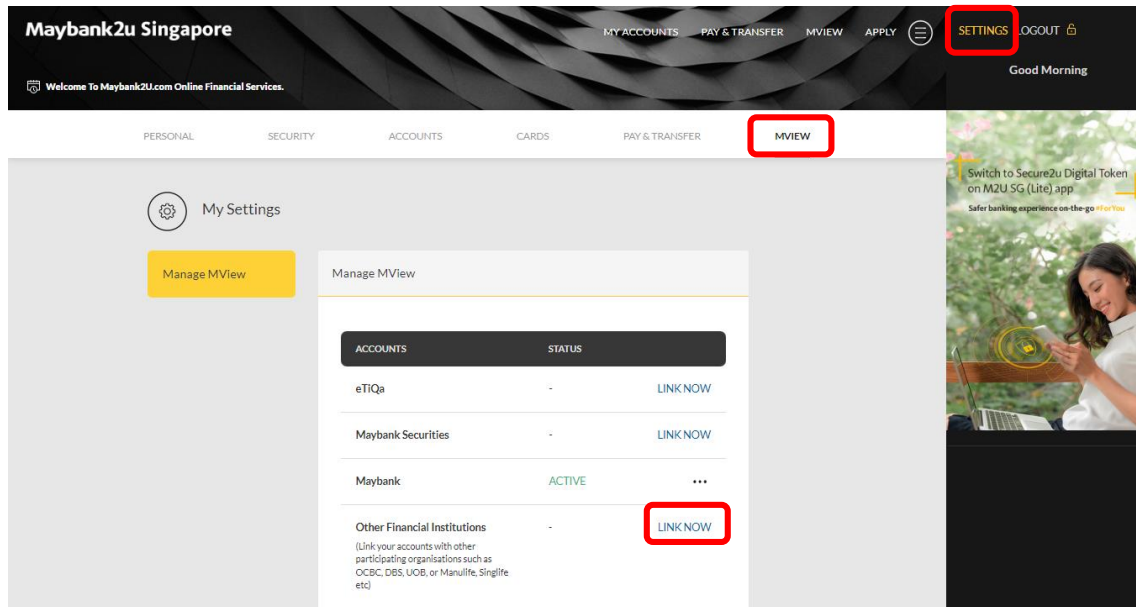 Maybank2u Singapore
MY ACCOUNTS PAY & TRANSFER MVIEW APPLY
SETTINGS LOGOUT
Good Morning
Welcome To Maybank2U.com Online Financial Services.
PERSONAL SECURITY ACCOUNTS CARDS PAY & TRANSFER MVIEW
Switch to Secure2u Digital Token
on M2U SG (Lite) app
Safer banking experience on-the-go #ForYou
My Settings
Manage MView
Manage MView
ACCOUNTS STATUS
eTiQa - LINK NOW
Maybank Securities - LINK NOW
Maybank ACTIVE ...
Other Financial Institutions - LINK NOW
(Link your accounts with other
participating organisations such as
OCBC, DBS, UOB, or Manulife, Singlife
etc)